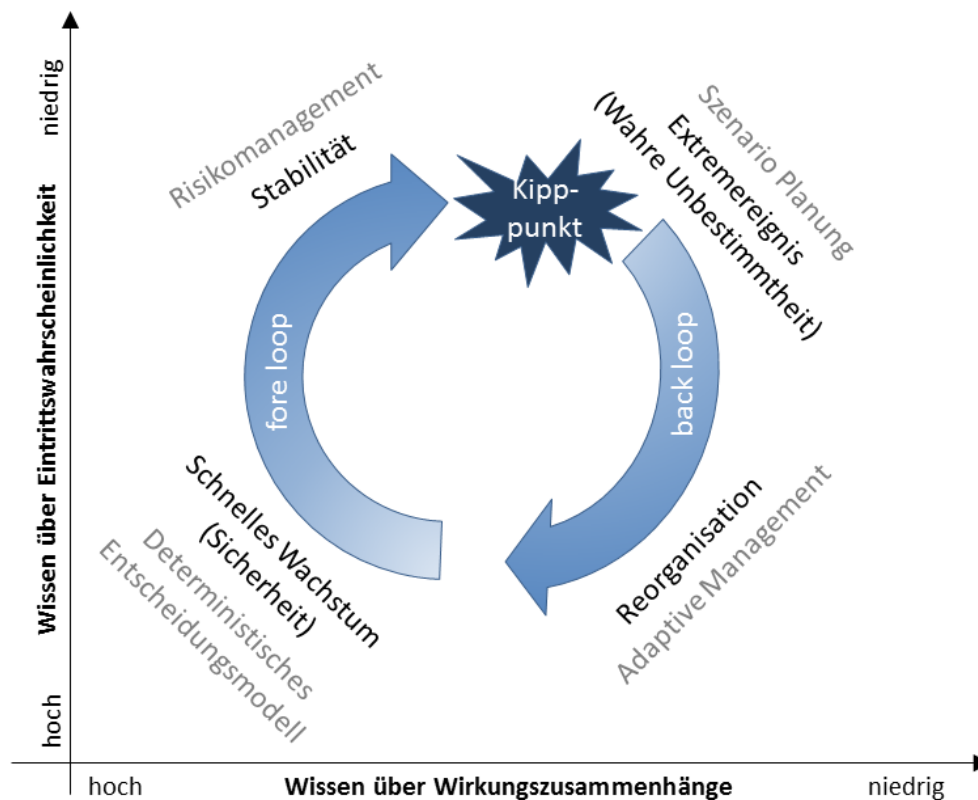 niedrig
Wissen über Eintrittswahrscheinlichkeit
hoch
Risikomanagement
Stabilität
Kipp-
punkt
Szenario Planung
Extremereignis
(Wahre Unbestimmtheit)
fore loop
back loop
Schnelles Wachstum
(Sicherheit)
Deterministisches
Entscheidungsmodell
Reorganisation
Adaptive Management
hoch
Wissen über Wirkungszusammenhänge
niedrig